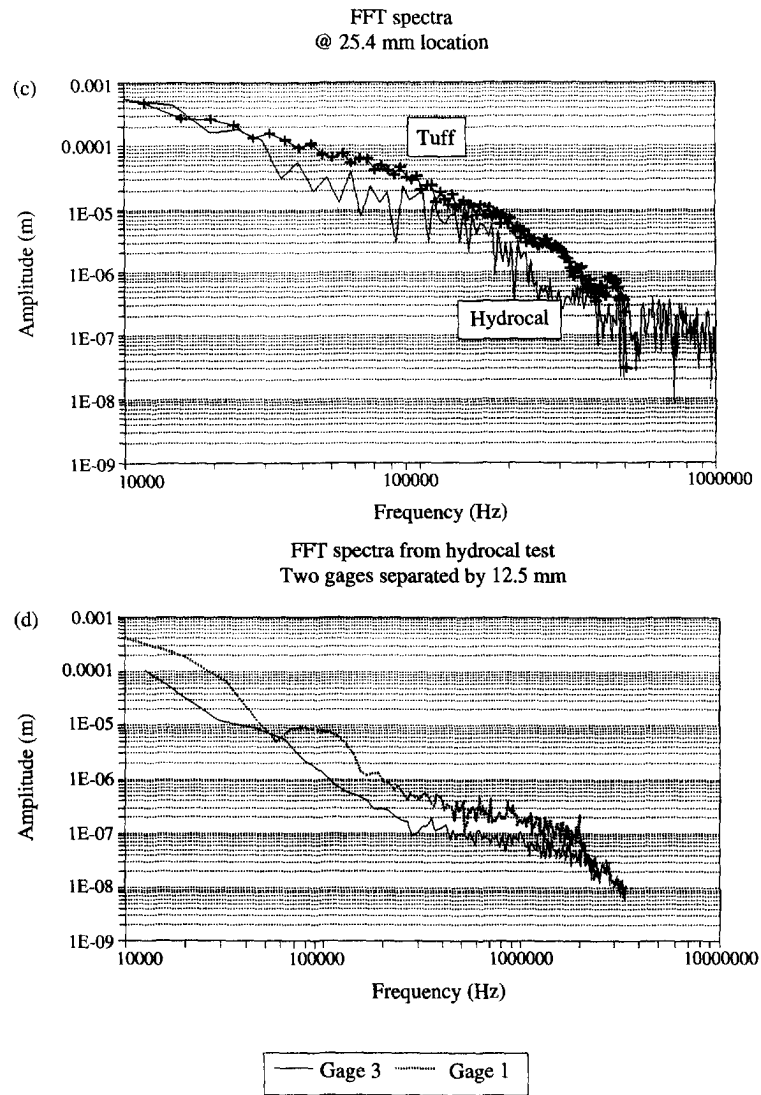 FFT spectra
@ 25.4 mm location
(c)
0.001
0.0001
1E-05
1E-06
1E-07
1E-08
1E-09
Amplitude (m)
Tuff
Hydrocal
10000 100000 1000000
Frequency (Hz)
FFT spectra from hydrocal test
Two gages separated by 12.5 mm
(d)
0.001
0.0001
1E-05
1E-06
1E-07
1E-08
1E-09
Amplitude (m)
10000 100000 1000000 10000000
Frequency (Hz)
Gage 3 Gage 1